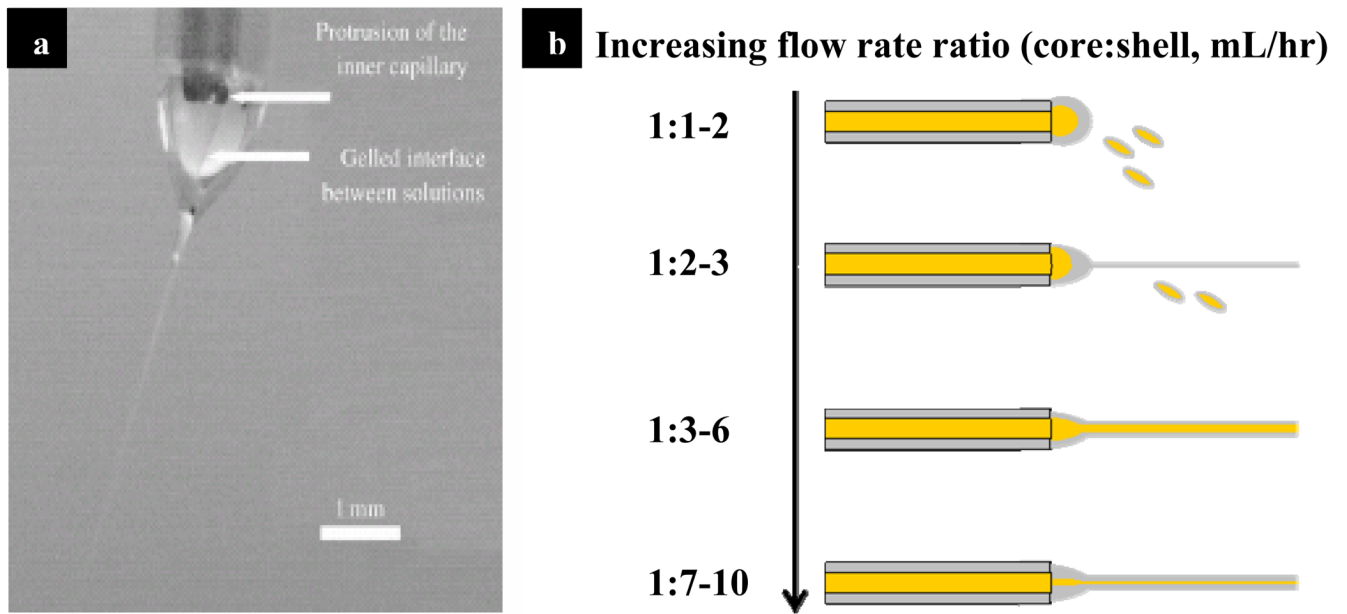 a
Protrusion of the
inner capillary
Gelled interface
between solutions
1 mm
b
Increasing flow rate ratio (core:shell, mL/hr)
1:1-2
1:2-3
1:3-6
1:7-10